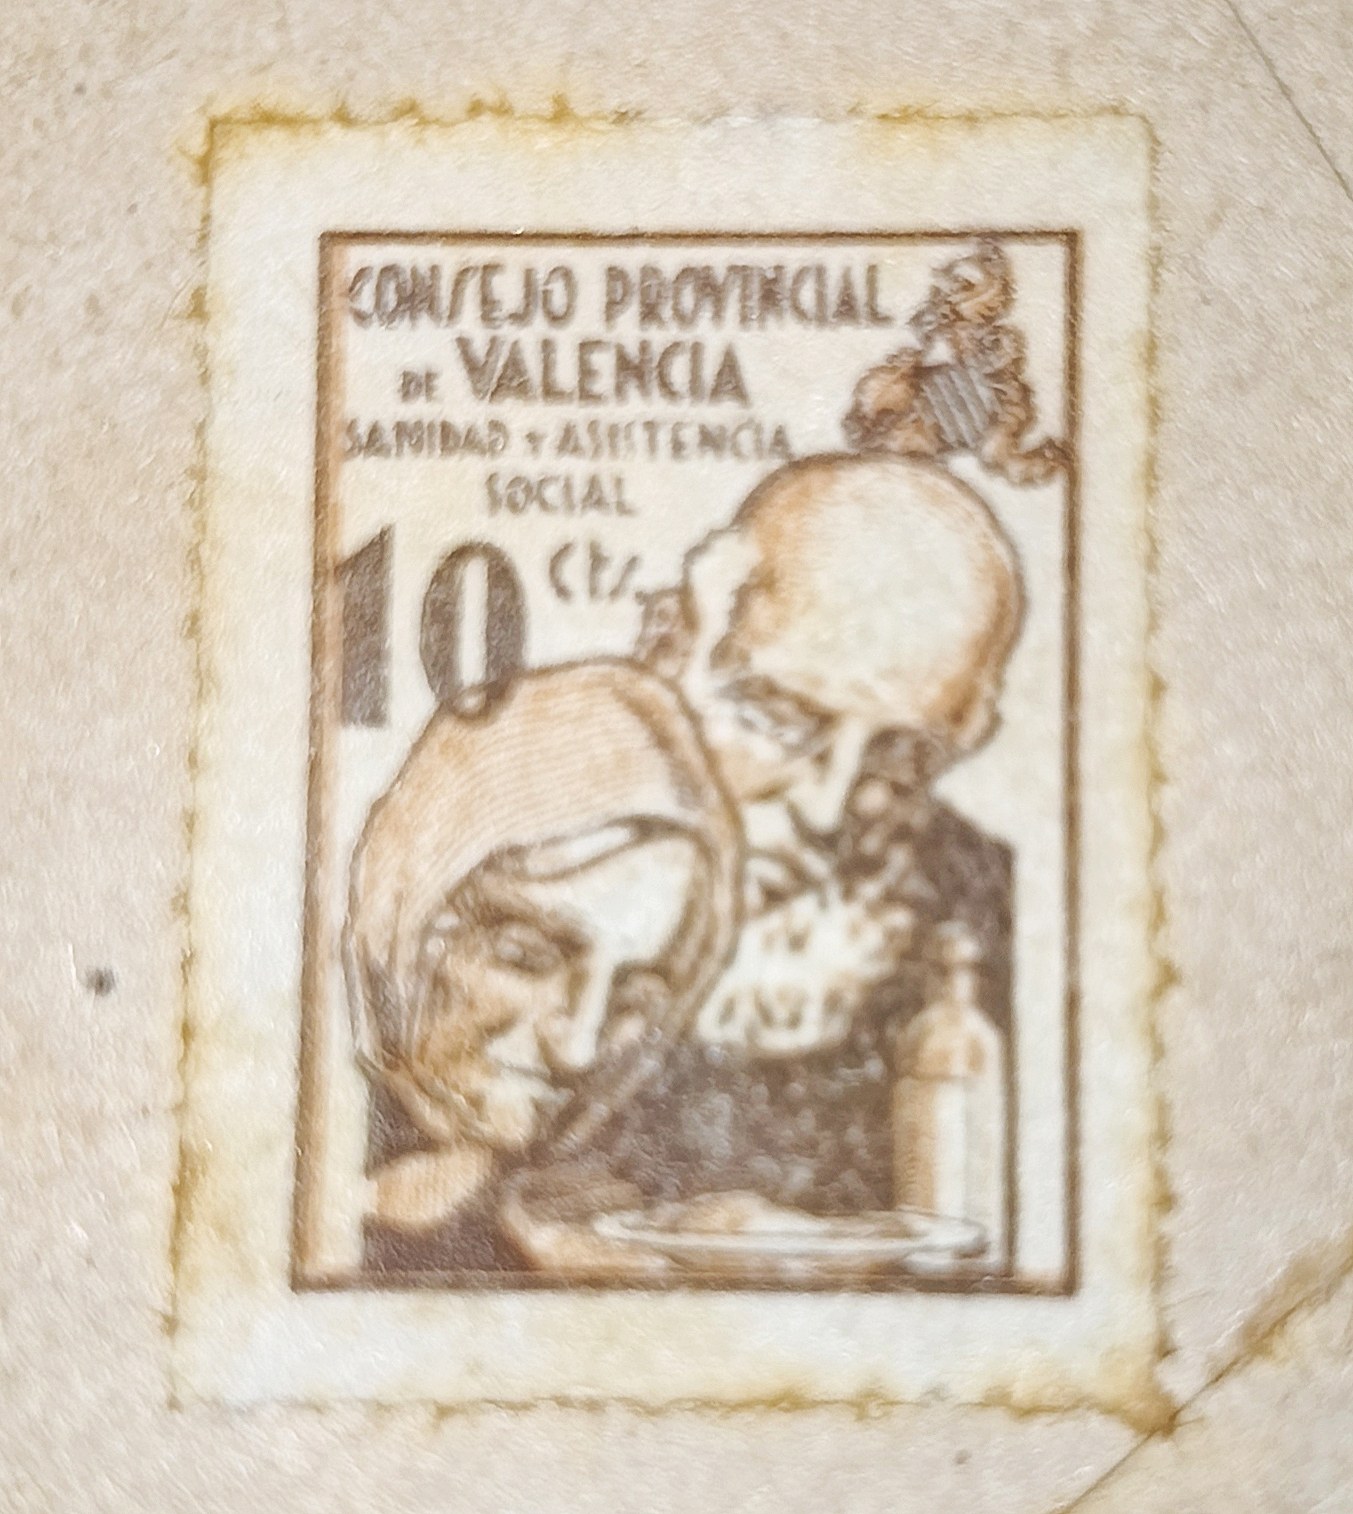 CONSEJO PROVINCIAL
DE VALENCIA
SANIDAD Y ASISTENCIA
SOCIAL
10 Cts.